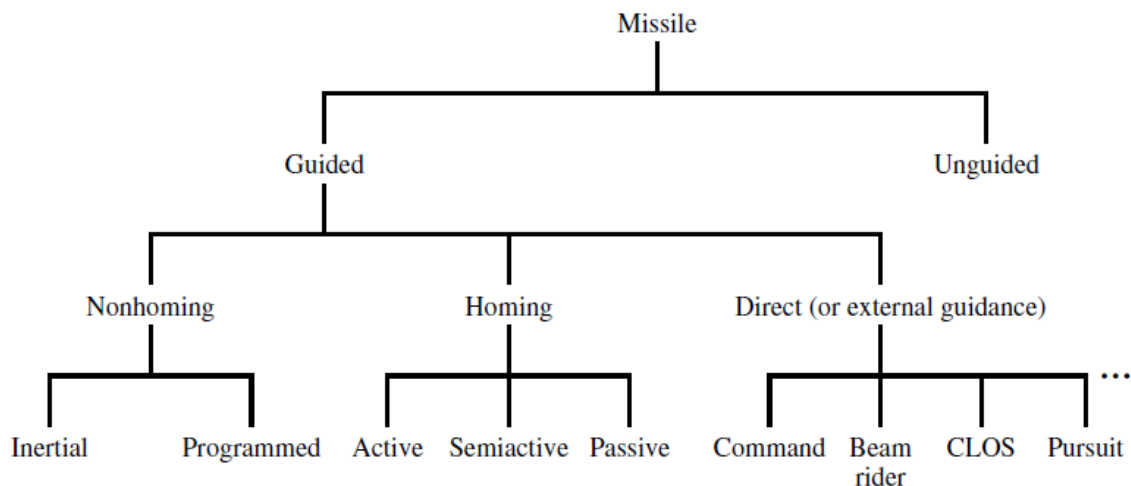 Missile
Guided
Unguided
Nonhoming
Homing
Direct (or external guidance)
...
Inertial
Programmed
Active
Semiactive
Passive
Command
Beam
rider
CLOS
Pursuit